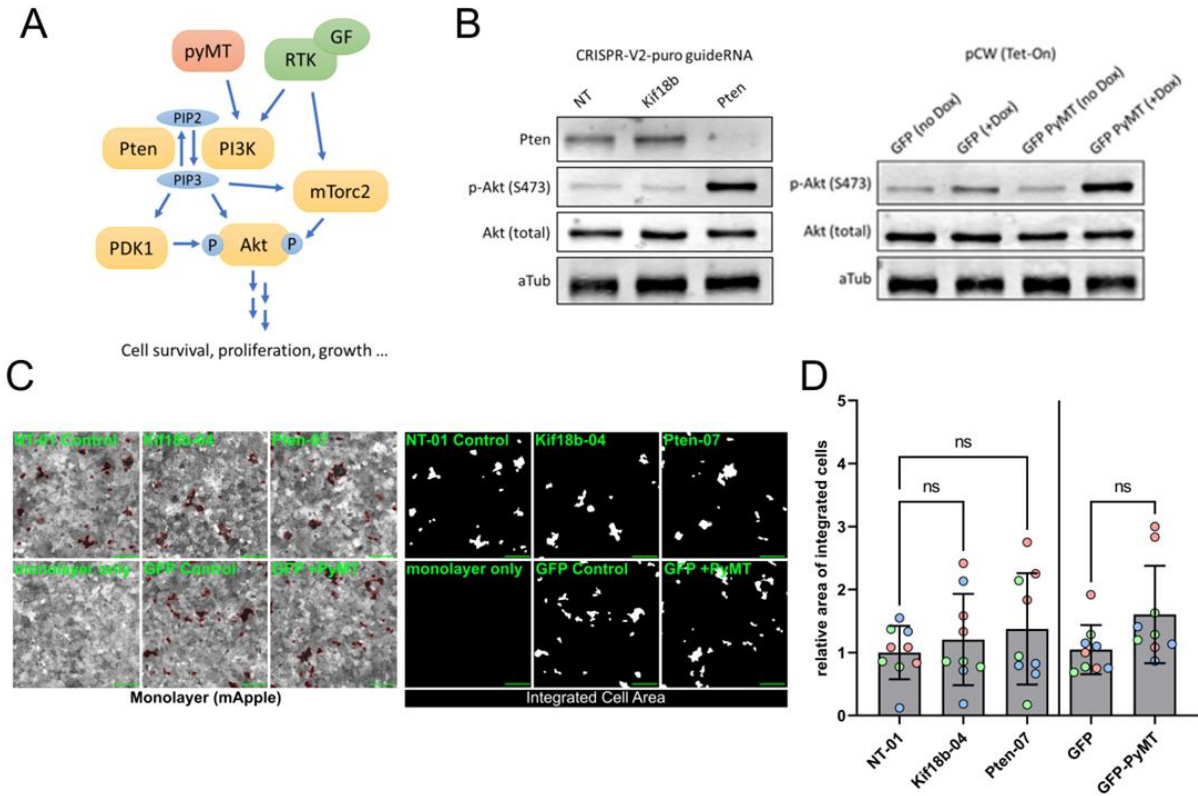 A
pyMT
GF
RTK
PIP2
Pten
PI3K
PIP3
mTorc2
PDK1
P
Akt
P
Cell survival, proliferation, growth ...
B
CRISPR-V2-puro guideRNA
NT
Kif18b
Pten
Pten
p-Akt (S473)
Akt (total)
aTub
pCW (Tet-On)
GFP (no Dox)
GFP (+Dox)
GFP PyMT (no Dox)
GFP PyMT (+Dox)
p-Akt (S473)
Akt (total)
aTub
C
NT-01 Control
Kif18b-04
Pten-07
monolayer only
GFP Control
GFP +PyMT
Monolayer (mApple)
NT-01 Control
Kif18b-04
Pten-07
monolayer only
GFP Control
GFP +PyMT
Integrated Cell Area
D
relative area of integrated cells
5
4
3
2
1
0
ns
ns
ns
NT-01
Kif18b-04
Pten-07
GFP
GFP-PyMT